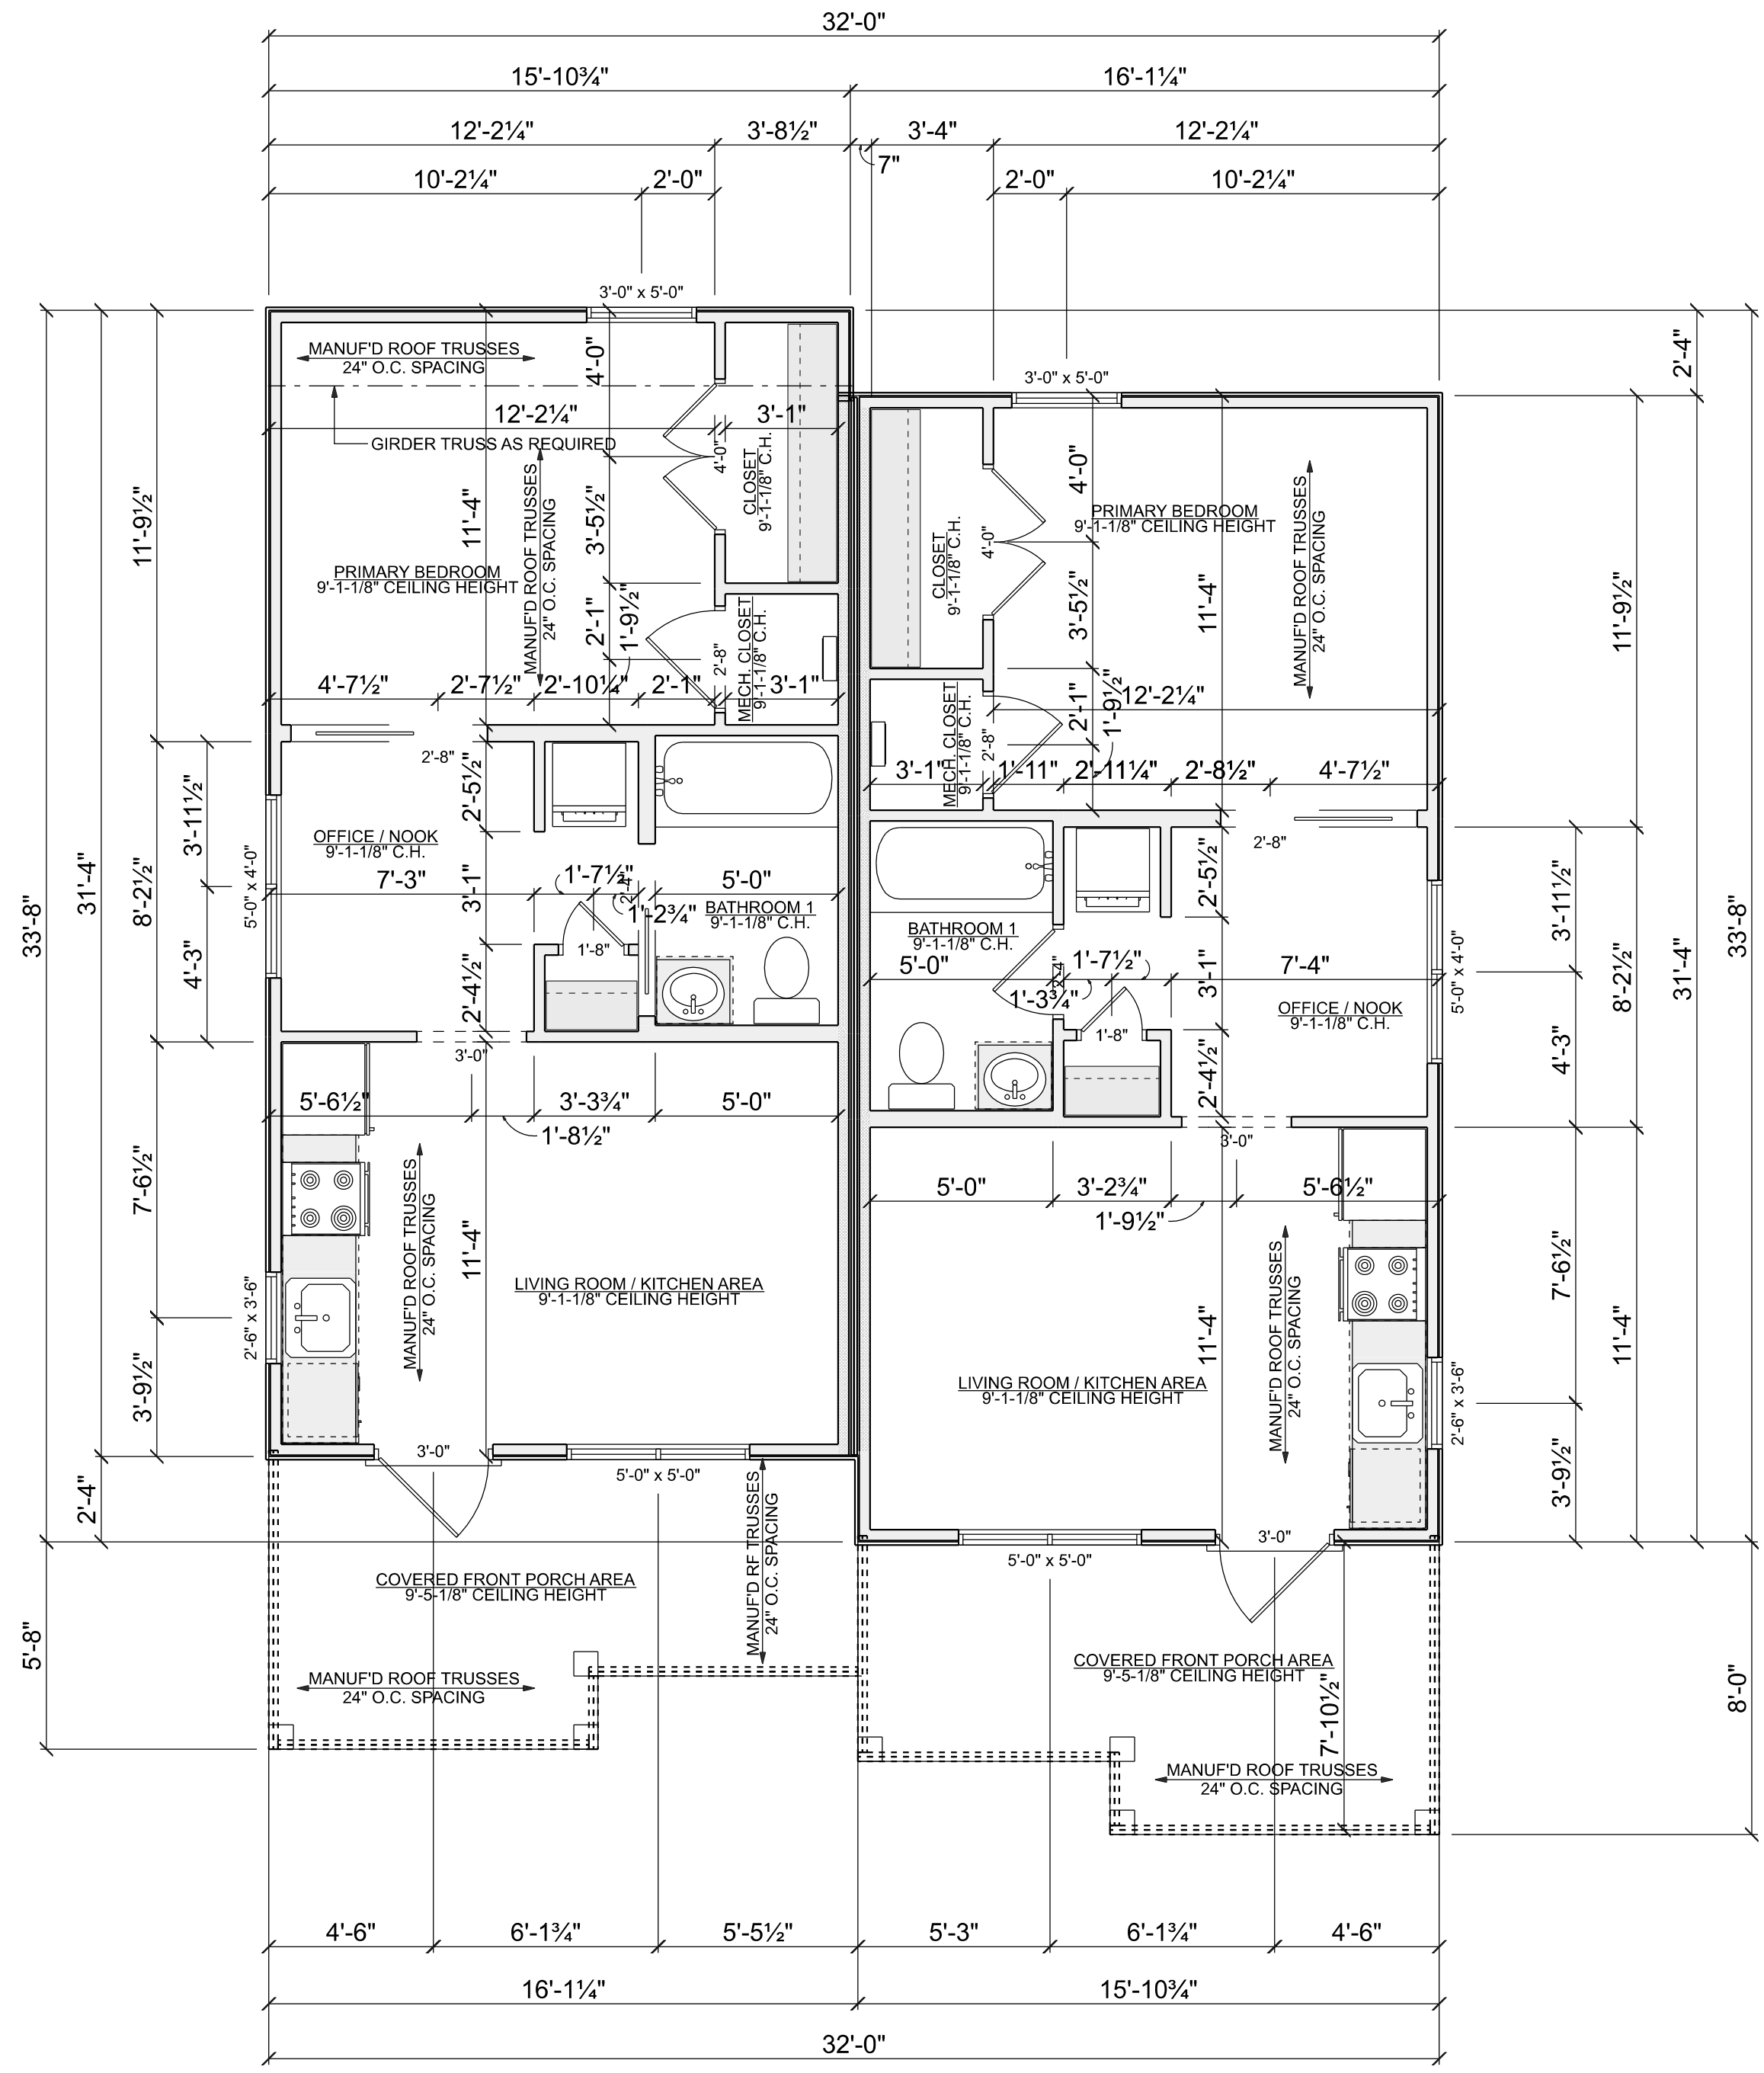 32'-0"
15'-10¾"
16'-1¼"
12'-2¼"
3'-8½"
3'-4"
12'-2¼"
7"
10'-2¼"
2'-0"
2'-0"
10'-2¼"
3'-0" x 5'-0"
MANUF'D ROOF TRUSSES
24" O.C. SPACING
4'-0"
2'-4"
3'-0" x 5'-0"
12'-2¼"
3'-1"
GIRDER TRUSS AS REQUIRED
4'-0"
CLOSET
9'-1-1/8" C.H.
4'-0"
11'-9½"
11'-4"
MANUF'D ROOF TRUSSES
24" O.C. SPACING
3'-5½"
PRIMARY BEDROOM
9'-1-1/8" CEILING HEIGHT
4'-0"
CLOSET
9'-1-1/8" C.H.
PRIMARY BEDROOM
9'-1-1/8" CEILING HEIGHT
MANUF'D ROOF TRUSSES
24" O.C. SPACING
3'-5½"
11'-4"
11'-9½"
2'-1"
1'-9½"
2'-8"
MECH. CLOSET
9'-1-1/8" C.H.
4'-7½"
2'-7½"
2'-10¼"
2'-1"
3'-1"
2'-1"
1'-9½"
12'-2¼"
2'-8"
MECH. CLOSET
9'-1-1/8" C.H.
2'-8"
3'-1"
1'-11"
2'-11¼"
2'-8½"
4'-7½"
2'-5½"
3'-11½"
OFFICE / NOOK
9'-1-1/8" C.H.
2'-8"
33'-8"
31'-4"
8'-2½"
5'-0" x 4'-0"
7'-3"
3'-1"
1'-7½"
2'-4"
1'-2¾"
5'-0"
BATHROOM 1
9'-1-1/8" C.H.
2'-5½"
3'-11½"
4'-3"
1'-8"
2'-4½"
BATHROOM 1
9'-1-1/8" C.H.
5'-0"
2'-4"
1'-7½"
1'-3¾"
7'-4"
3'-1"
OFFICE / NOOK
9'-1-1/8" C.H.
5'-0" x 4'-0"
8'-2½"
31'-4"
33'-8"
3'-0"
1'-8"
2'-4½"
4'-3"
5'-6½"
3'-3¾"
5'-0"
1'-8½"
3'-0"
7'-6½"
MANUF'D ROOF TRUSSES
24" O.C. SPACING
11'-4"
5'-0"
3'-2¾"
5'-6½"
1'-9½"
LIVING ROOM / KITCHEN AREA
9'-1-1/8" CEILING HEIGHT
MANUF'D ROOF TRUSSES
24" O.C. SPACING
7'-6½"
2'-6" x 3'-6"
11'-4"
11'-4"
3'-9½"
LIVING ROOM / KITCHEN AREA
9'-1-1/8" CEILING HEIGHT
2'-6" x 3'-6"
3'-0"
5'-0" x 5'-0"
2'-4"
MANUF'D RF TRUSSES
24" O.C. SPACING
3'-9½"
3'-0"
5'-0" x 5'-0"
COVERED FRONT PORCH AREA
9'-5-1/8" CEILING HEIGHT
5'-8"
MANUF'D ROOF TRUSSES
24" O.C. SPACING
COVERED FRONT PORCH AREA
9'-5-1/8" CEILING HEIGHT
7'-10½"
8'-0"
MANUF'D ROOF TRUSSES
24" O.C. SPACING
4'-6"
6'-1¾"
5'-5½"
5'-3"
6'-1¾"
4'-6"
16'-1¼"
15'-10¾"
32'-0"